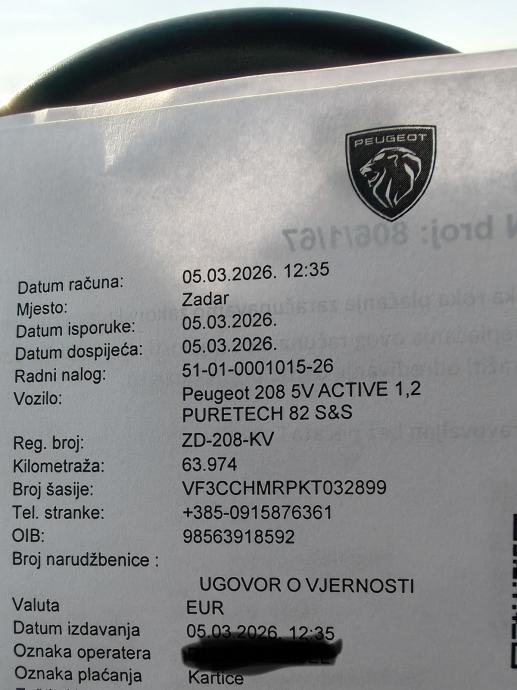 PEUGEOT
N broj: 806/1/67
Datum računa: 05.03.2026. 12:35
Mjesto: Zadar
Datum isporuke: 05.03.2026.
Datum dospijeća: 05.03.2026.
Radni nalog: 51-01-0001015-26
Vozilo: Peugeot 208 5V ACTIVE 1,2
PURETECH 82 S&S
Reg. broj: ZD-208-KV
Kilometraža: 63.974
Broj šasije: VF3CCHMRPKT032899
Tel. stranke: +385-0915876361
OIB: 98563918592
Broj narudžbenice :
UGOVOR O VJERNOSTI
Valuta EUR
Datum izdavanja 05.03.2026. 12:35
Oznaka operatera
Oznaka plaćanja Kartice